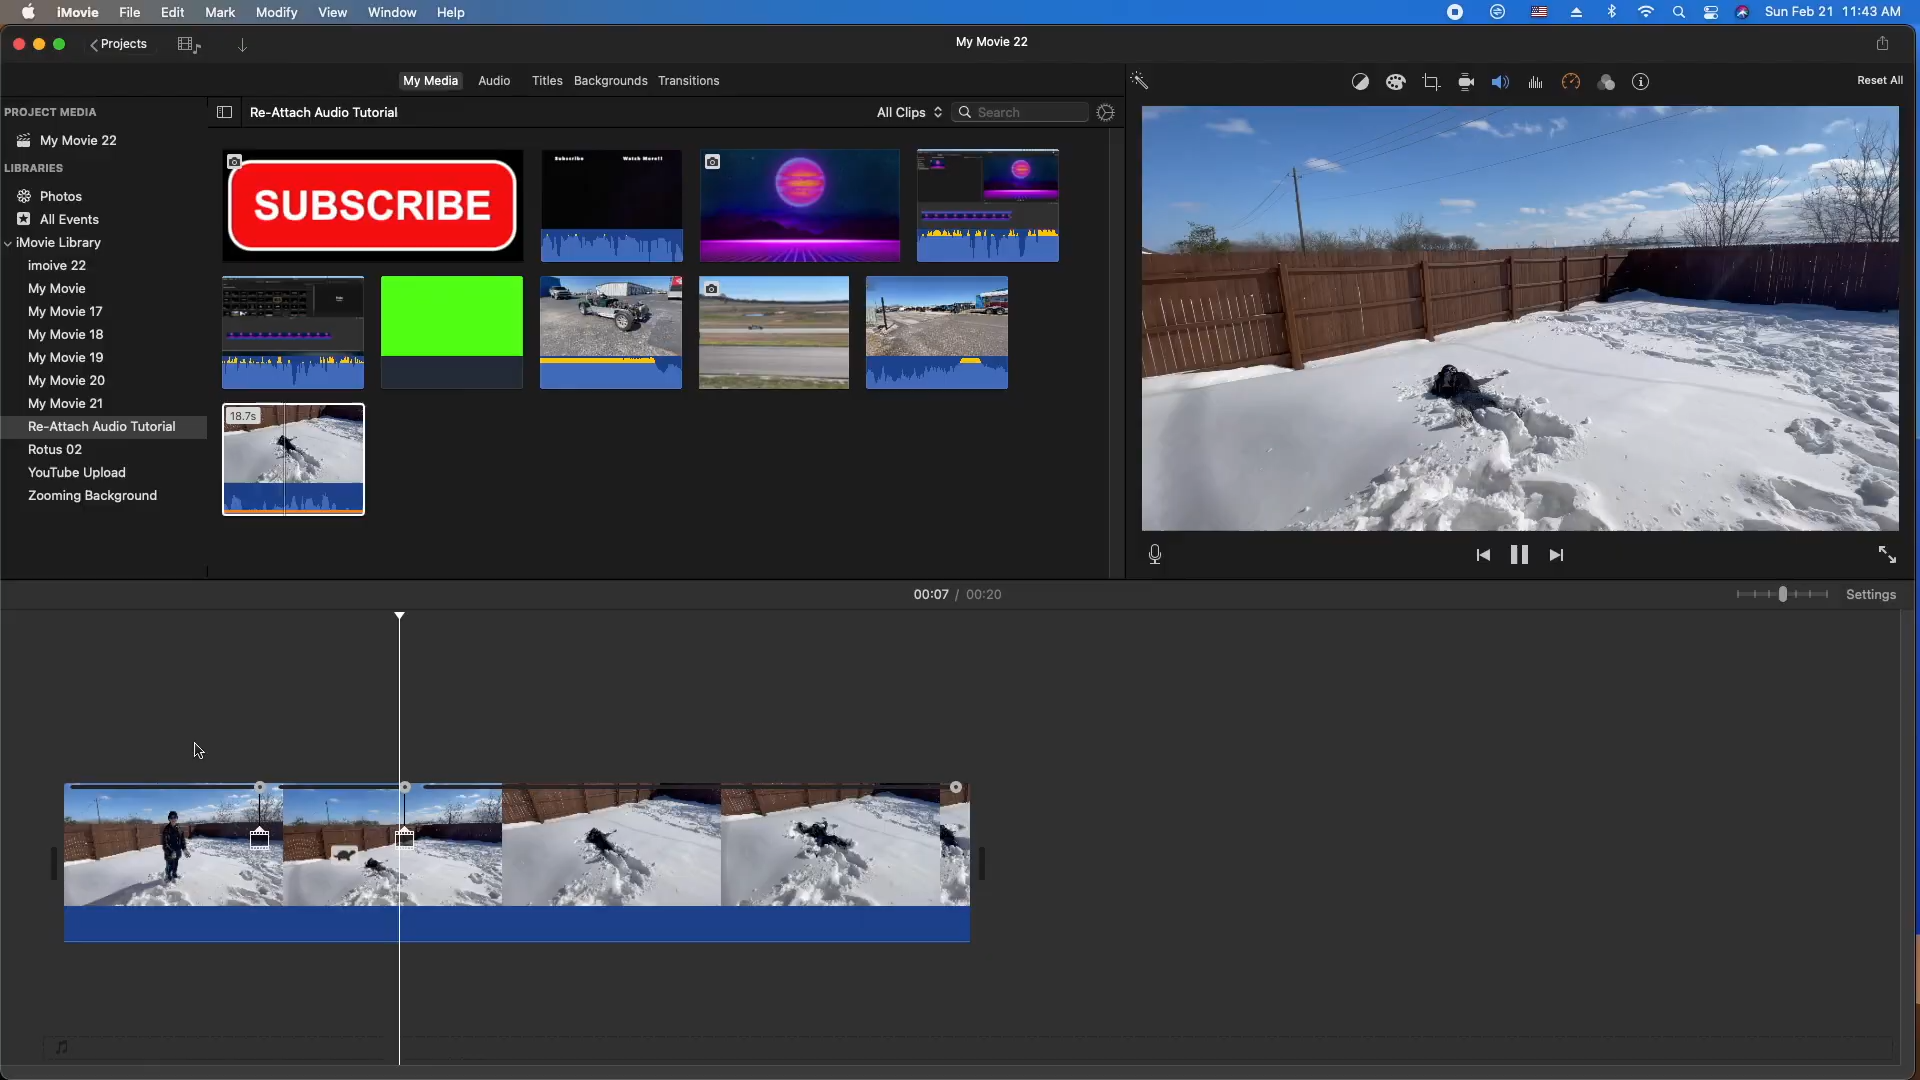 iMovie File Edit Mark Modify View Window Help
Sun Feb 21 11:43 AM
Projects
My Movie 22
My Media Audio Titles Backgrounds Transitions
Reset All
PROJECT MEDIA
My Movie 22
LIBRARIES
Photos
All Events
iMovie Library
imoive 22
My Movie
My Movie 17
My Movie 18
My Movie 19
My Movie 20
My Movie 21
Re-Attach Audio Tutorial
Rotus 02
YouTube Upload
Zooming Background
Re-Attach Audio Tutorial
All Clips
Search
SUBSCRIBE
Subscribe Watch More!!
18.7s
00:07 / 00:20
Settings